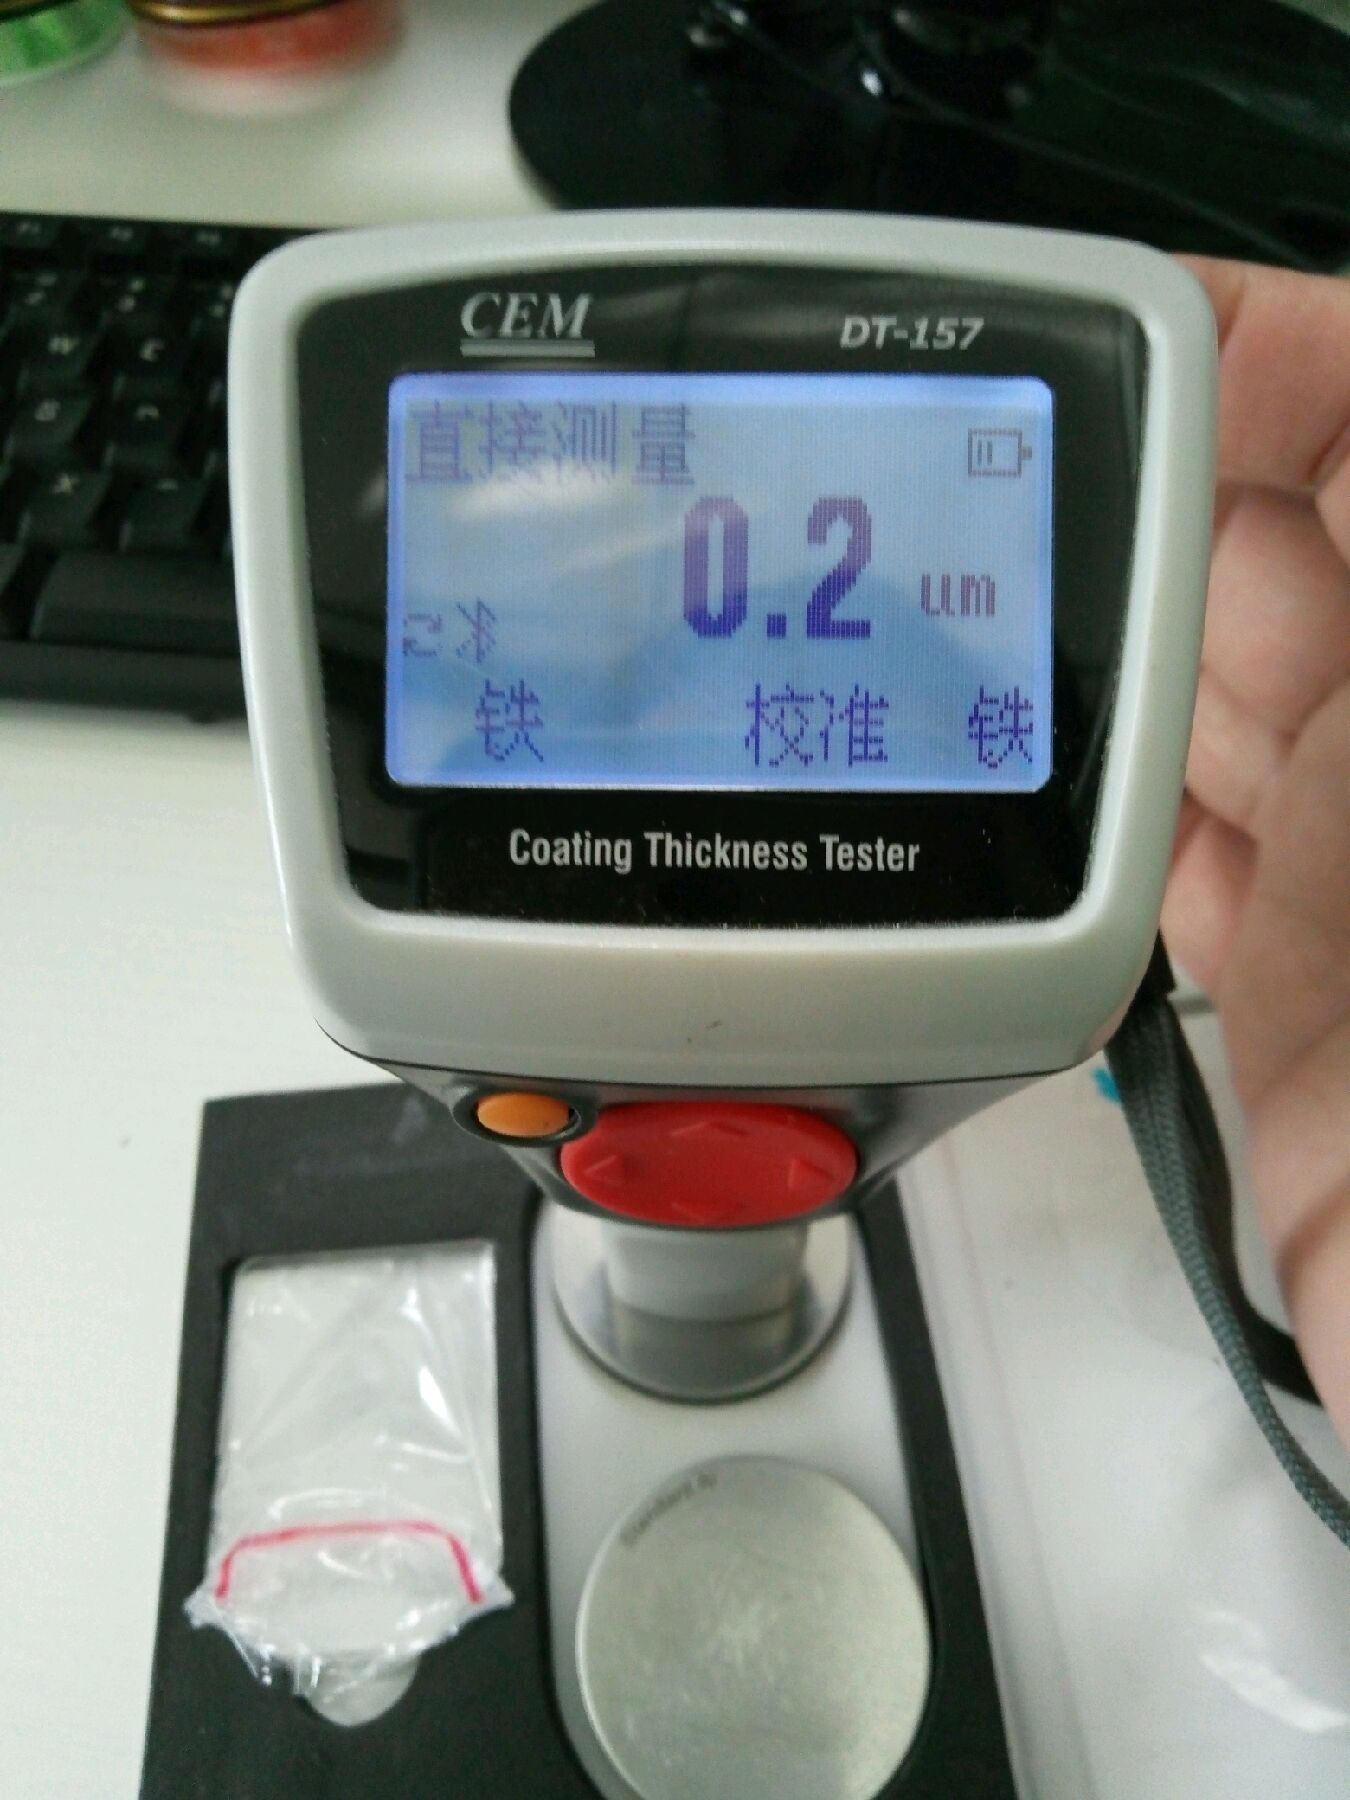 CEM
DT-157
直接测量
0.2 um
铁 校准 铁
Coating Thickness Tester